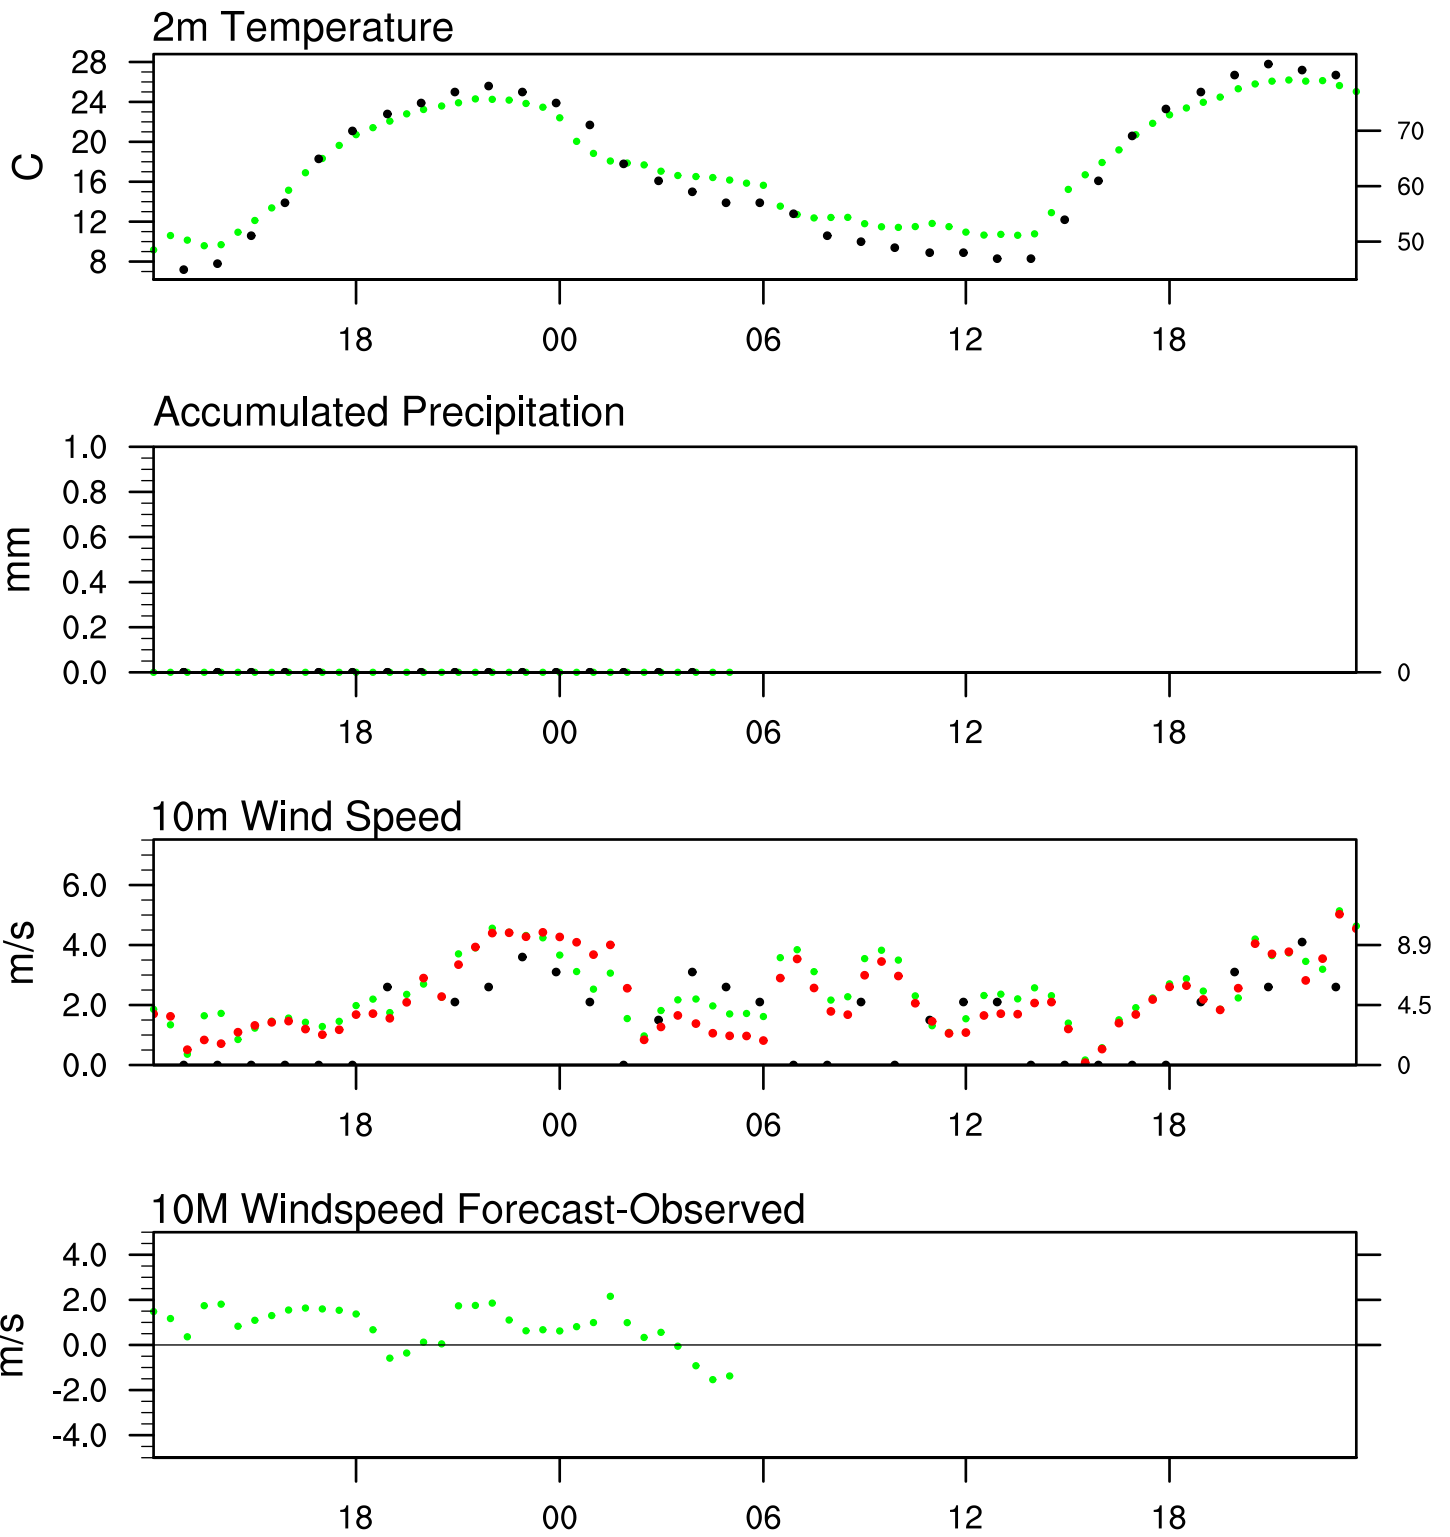 2m Temperature
28
24
20
16
12
8
C
70
60
50
18 00 06 12 18
Accumulated Precipitation
1.0
0.8
0.6
0.4
0.2
0.0
mm
0
18 00 06 12 18
10m Wind Speed
6.0
4.0
2.0
0.0
m/s
8.9
4.5
0
18 00 06 12 18
10M Windspeed Forecast-Observed
4.0
2.0
0.0
-2.0
-4.0
m/s
18 00 06 12 18